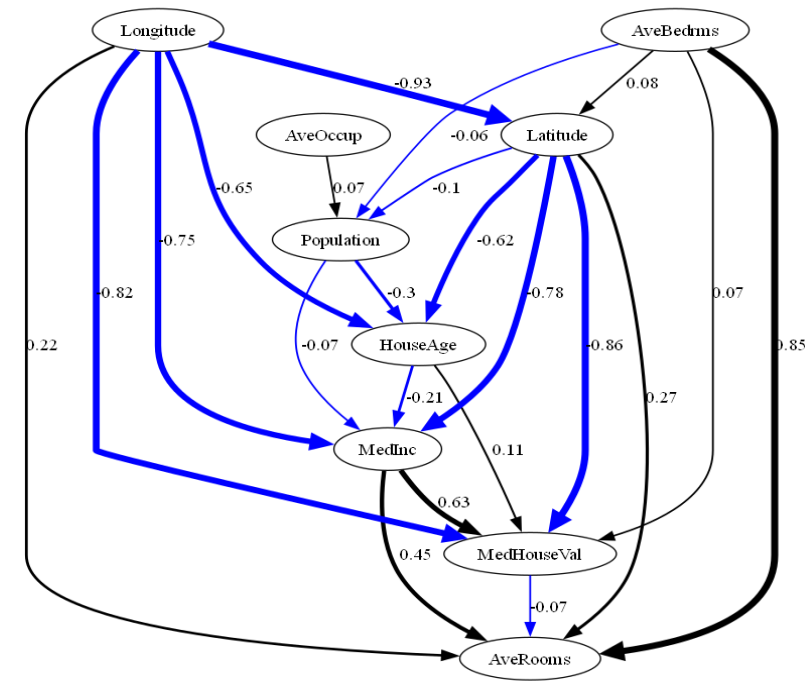 Longitude
AveBedrms
-0.93
0.08
AveOccup
-0.06
Latitude
-0.65
0.07
-0.1
-0.75
Population
-0.62
-0.82
-0.3
-0.78
0.07
0.22
-0.07
HouseAge
-0.86
0.85
-0.21
0.27
MedInc
0.11
0.63
0.45
MedHouseVal
-0.07
AveRooms